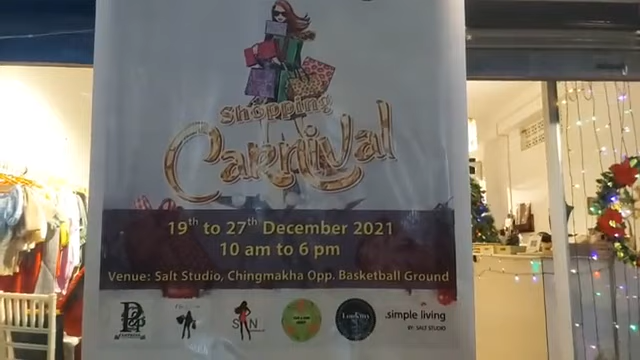 Shopping
Carnival
19th to 27th December 2021
10 am to 6 pm
Venue: Salt Studio, Chingmakha Opp. Basketball Ground
.simple living
BY: SALT STUDIO